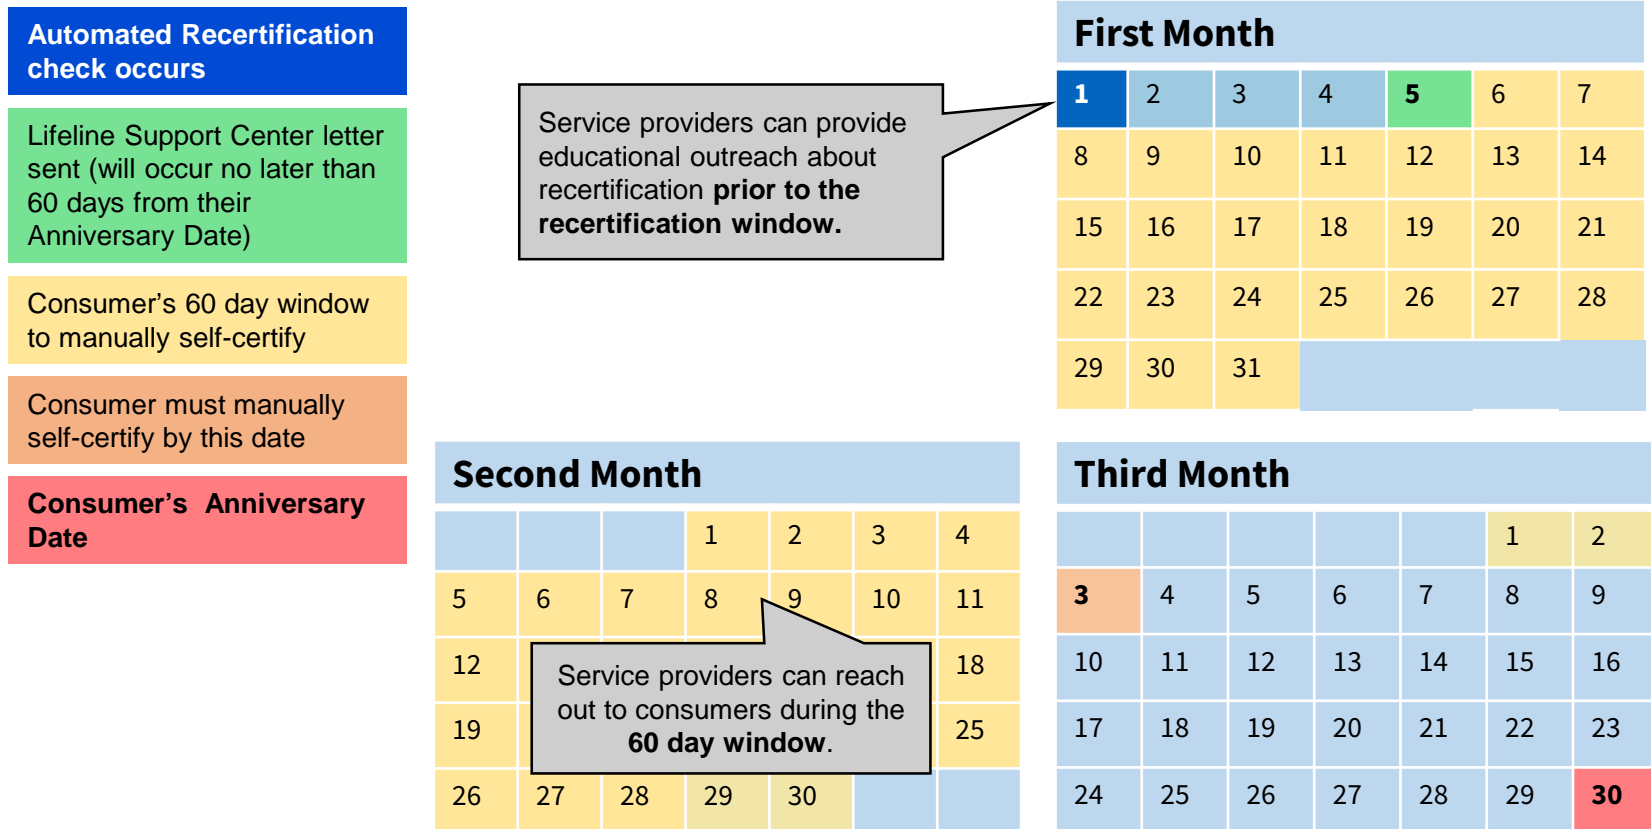 Automated Recertification
check occurs
Lifeline Support Center letter
sent (will occur no later than
60 days from their
Anniversary Date)
Consumer's 60 day window
to manually self-certify
Consumer must manually
self-certify by this date
Consumer's Anniversary
Date
Service providers can provide
educational outreach about
recertification prior to the
recertification window.
First Month
1 2 3 4 5 6 7
8 9 10 11 12 13 14
15 16 17 18 19 20 21
22 23 24 25 26 27 28
29 30 31
Second Month
1 2 3 4
5 6 7 8 9 10 11
12 18
19 25
26 27 28 29 30
Service providers can reach
out to consumers during the
60 day window.
Third Month
1 2
3 4 5 6 7 8 9
10 11 12 13 14 15 16
17 18 19 20 21 22 23
24 25 26 27 28 29 30